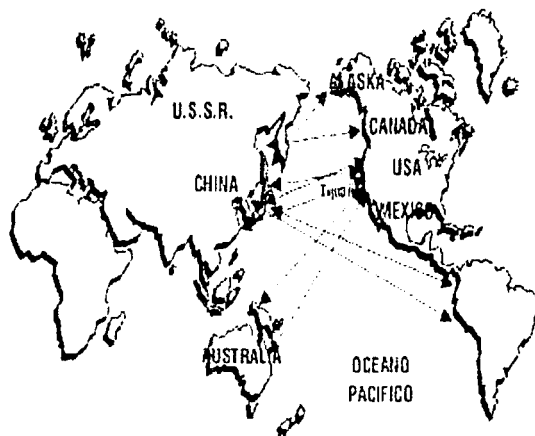 ALASKA
U.S.S.R.
CANADA
USA
CHINA
MEXICO
AUSTRALIA
OCEANO
PACIFICO